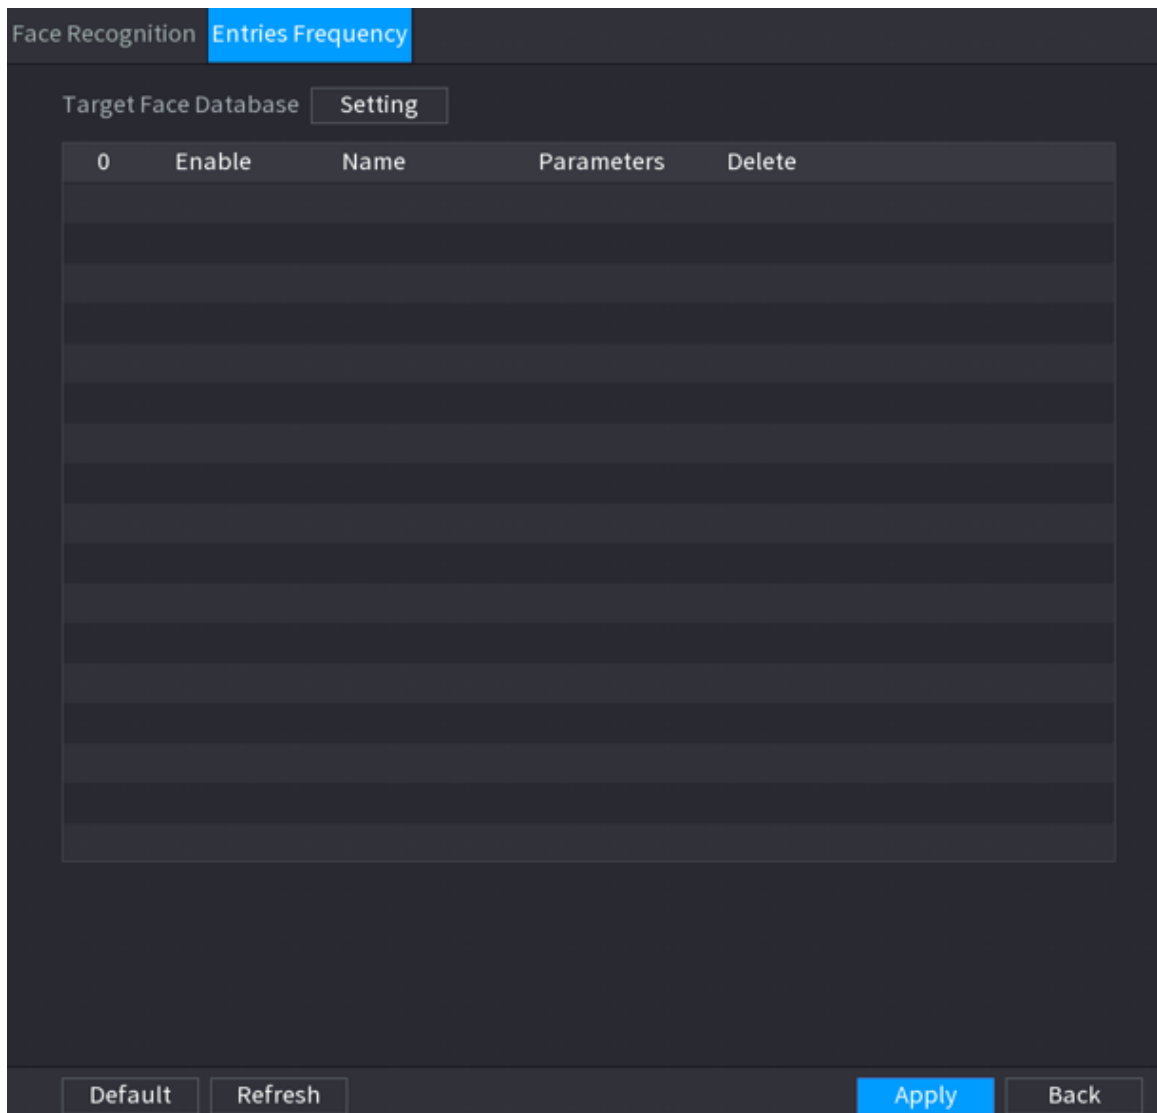 Face Recognition Entries Frequency
Target Face Database Setting
0 Enable Name Parameters Delete
Default Refresh Apply Back